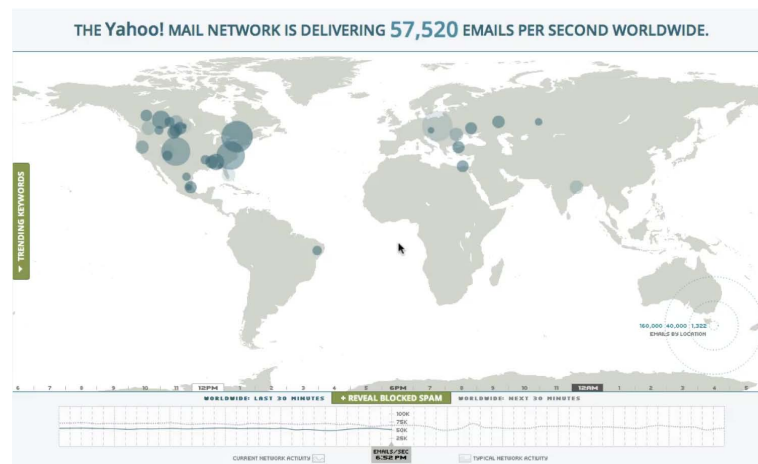 THE Yahoo! MAIL NETWORK IS DELIVERING 57,520 EMAILS PER SECOND WORLDWIDE.
TRENDING KEYWORDS
160,000 40,000 1,322
EMAILS BY LOCATION
6 7 8 9 10 11 12PM 1 2 3 4 5 6PM 7 8 9 10 11 12AM 1 2 3 4 5
WORLDWIDE: LAST 30 MINUTES + REVEAL BLOCKED SPAM WORLDWIDE: NEXT 30 MINUTES
100K
75K
50K
25K
EMAILS/SEC
6:52 PM
CURRENT NETWORK ACTIVITY TYPICAL NETWORK ACTIVITY